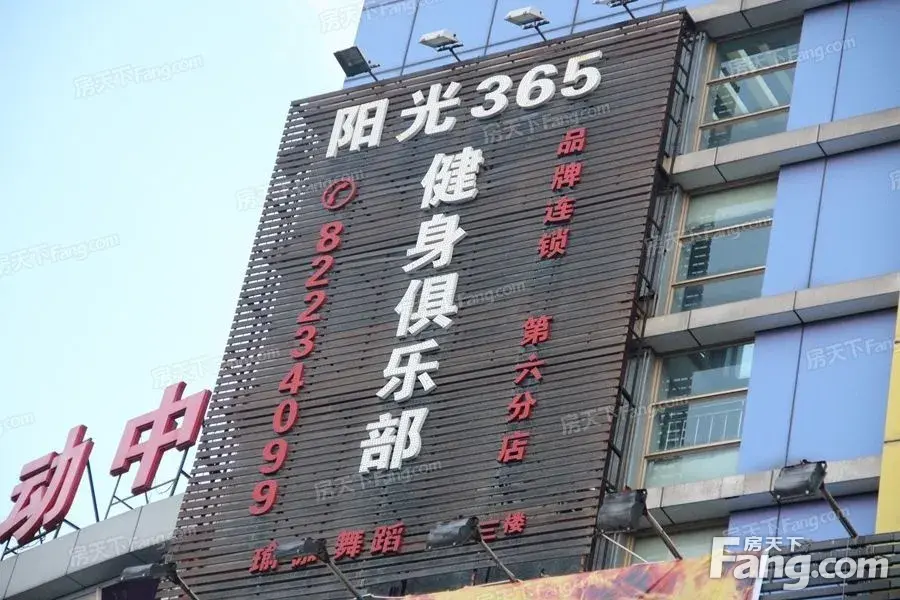 阳光365
健身俱乐部
品牌连锁 第六分店
82234099
瑜 舞蹈 三楼
动中
房天下
Fang.com